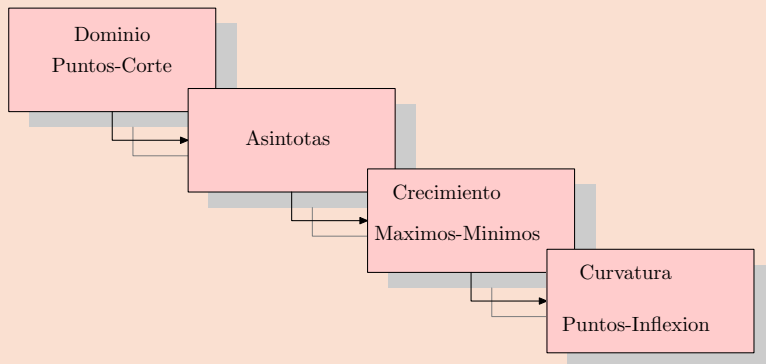 Dominio
Puntos-Corte
Asintotas
Crecimiento
Maximos-Minimos
Curvatura
Puntos-Inflexion